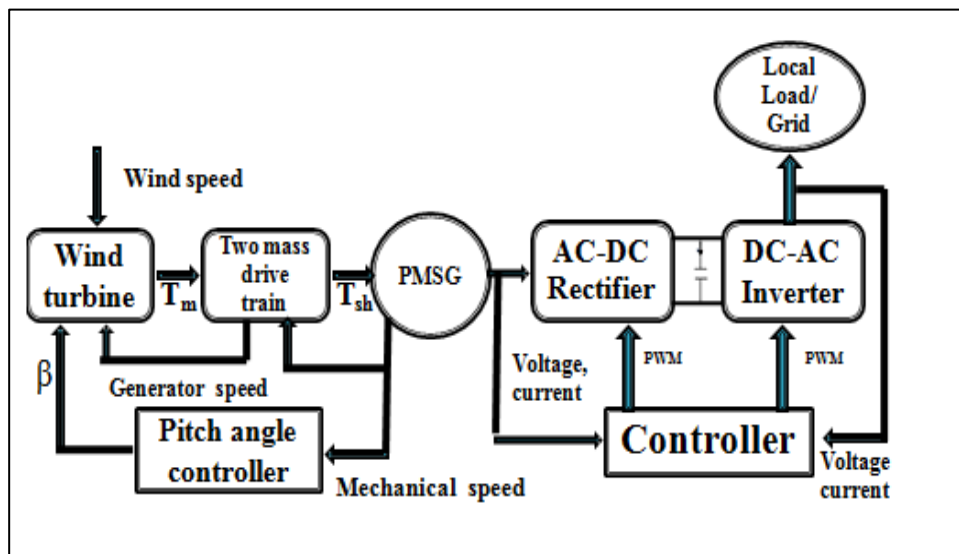 Local
Load/
Grid
Wind speed
Wind
turbine
Tm
Two mass
drive
train
Tsh
PMSG
AC-DC
Rectifier
DC-AC
Inverter
β
Generator speed
Voltage,
current
PWM
PWM
Pitch angle
controller
Mechanical speed
Controller
Voltage
current